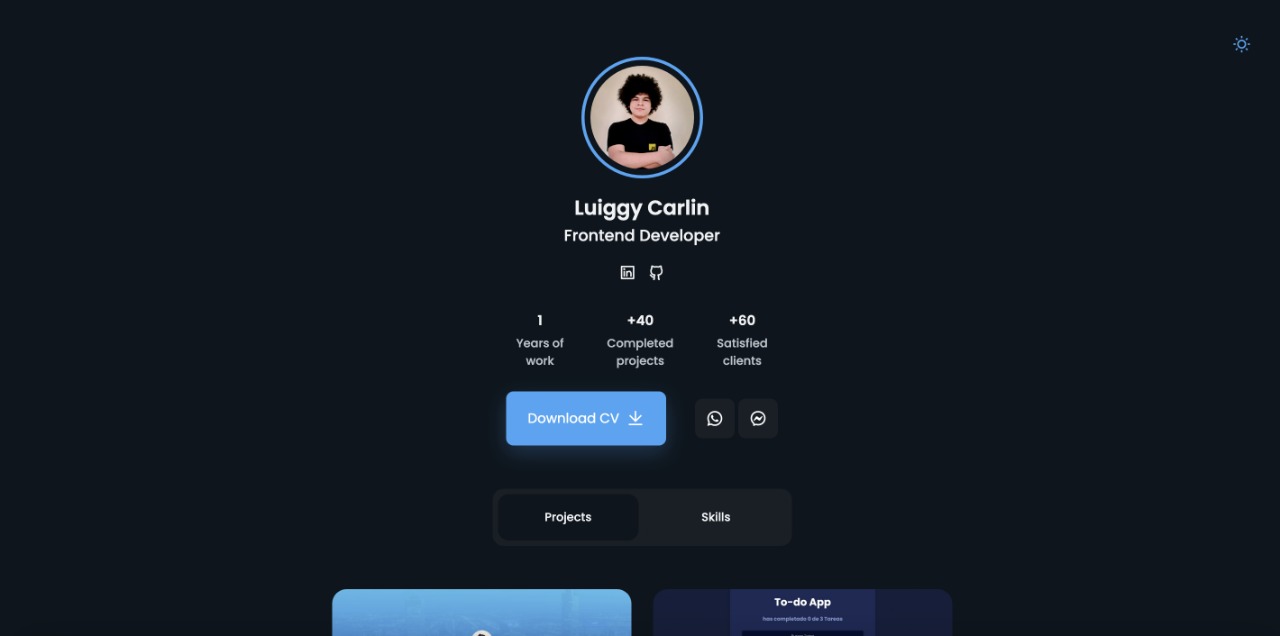 Luiggy Carlin
Frontend Developer
1
+40
+60
Years of
work
Completed
projects
Satisfied
clients
Download CV
Projects
Skills
To-do App
has completado 0 de 3 Tareas